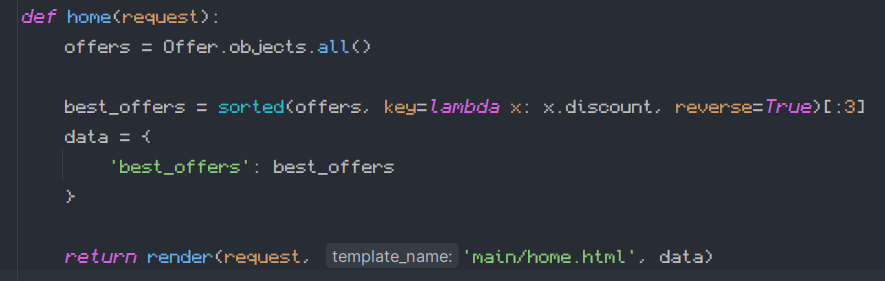 def home(request):
    offers = Offer.objects.all()

    best_offers = sorted(offers, key=lambda x: x.discount, reverse=True)[:3]
    data = {
        'best_offers': best_offers
    }

    return render(request, template_name: 'main/home.html', data)